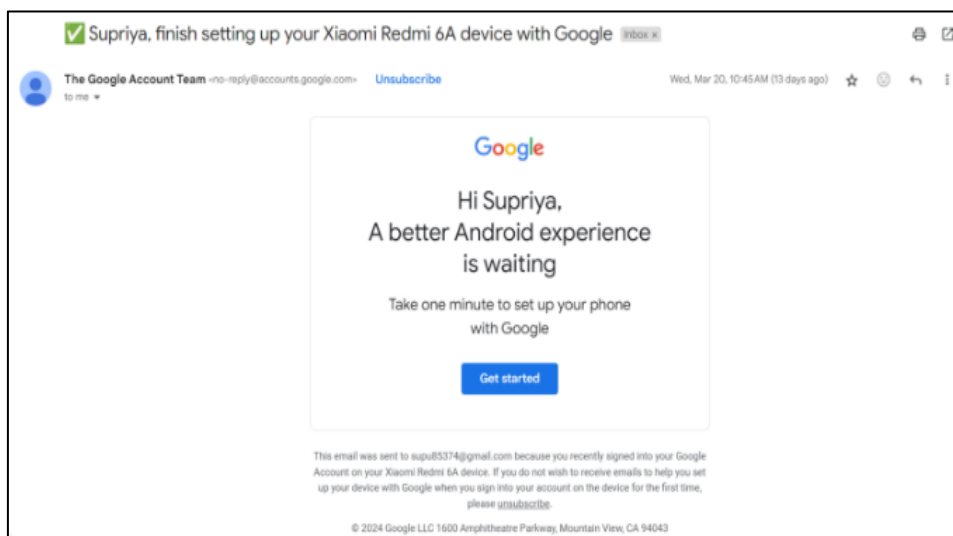 ✅ Supriya, finish setting up your Xiaomi Redmi 6A device with Google Inbox ×
The Google Account Team <no-reply@accounts.google.com> Unsubscribe Wed, Mar 20, 10:45 AM (13 days ago)
to me
Google
Hi Supriya,
A better Android experience
is waiting
Take one minute to set up your phone
with Google
Get started
This email was sent to supu85374@gmail.com because you recently signed into your Google
Account on your Xiaomi Redmi 6A device. If you do not wish to receive emails to help you set
up your device with Google when you sign into your account on the device for the first time,
please unsubscribe.
© 2024 Google LLC 1600 Amphitheatre Parkway, Mountain View, CA 94043